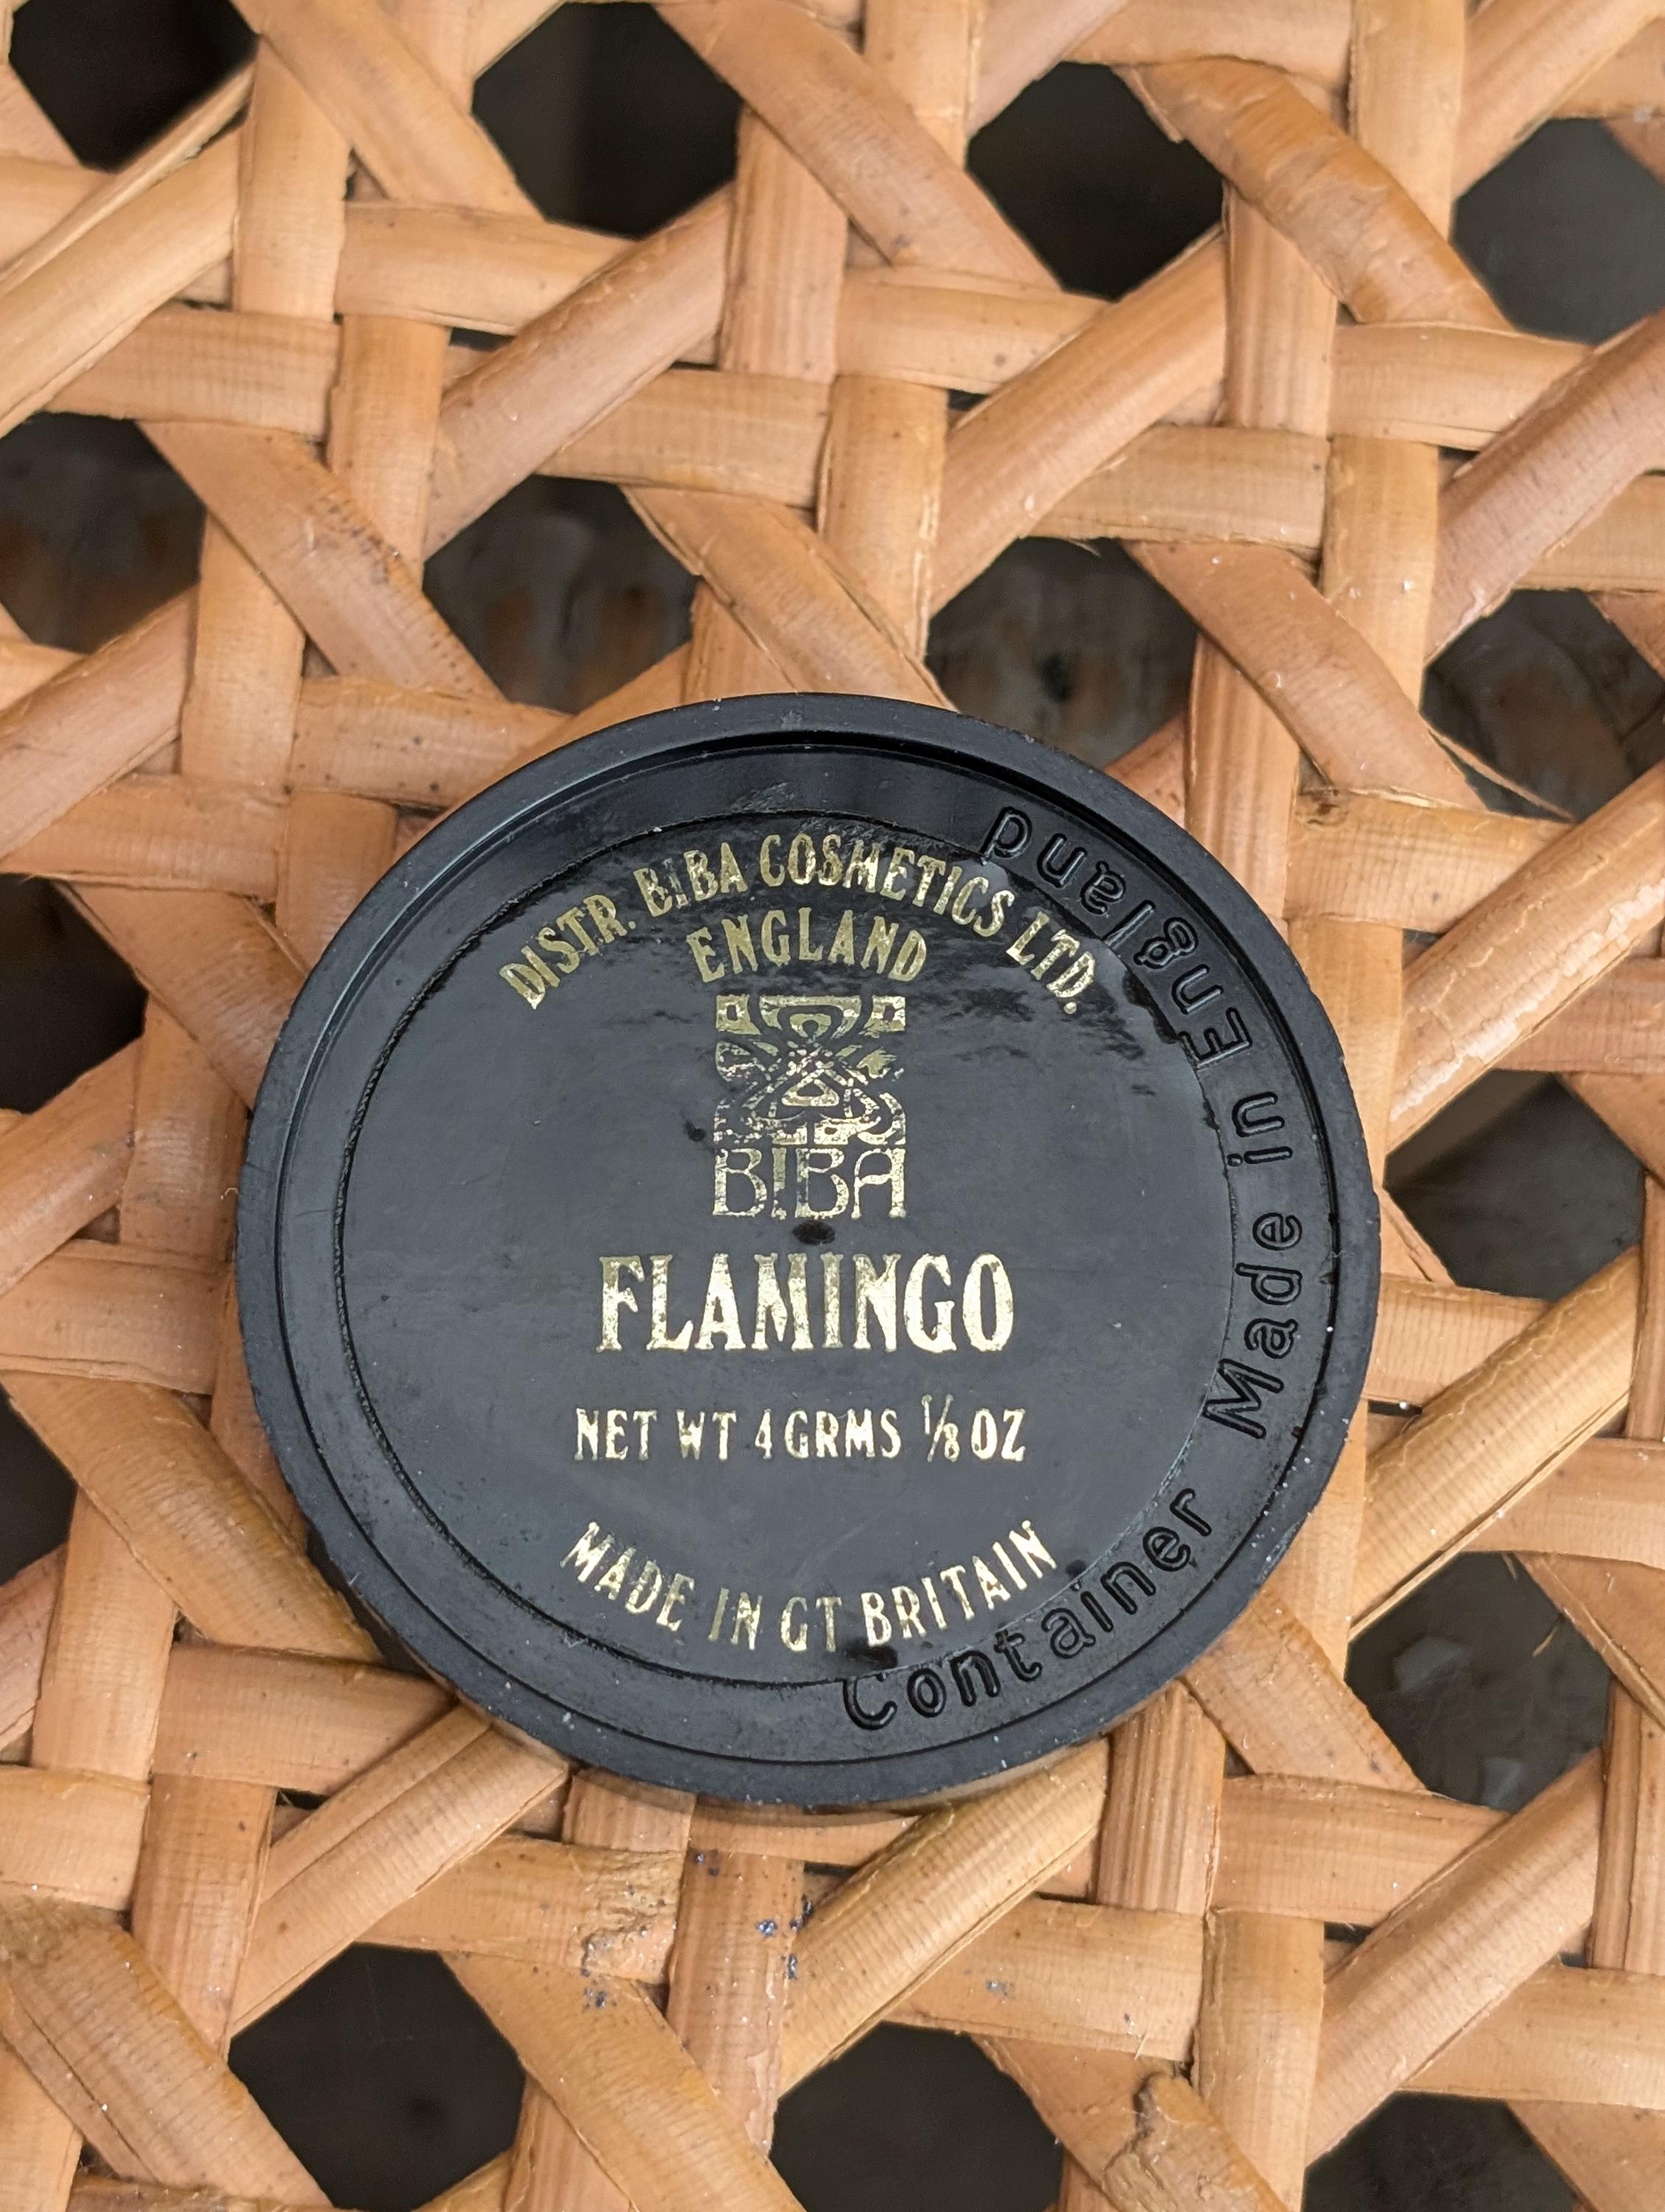 DISTR. BIBA COSMETICS LTD.
ENGLAND
BIBA
FLAMINGO
NET WT 4 GRMS 1/8 OZ
MADE IN GT BRITAIN
Container Made in England